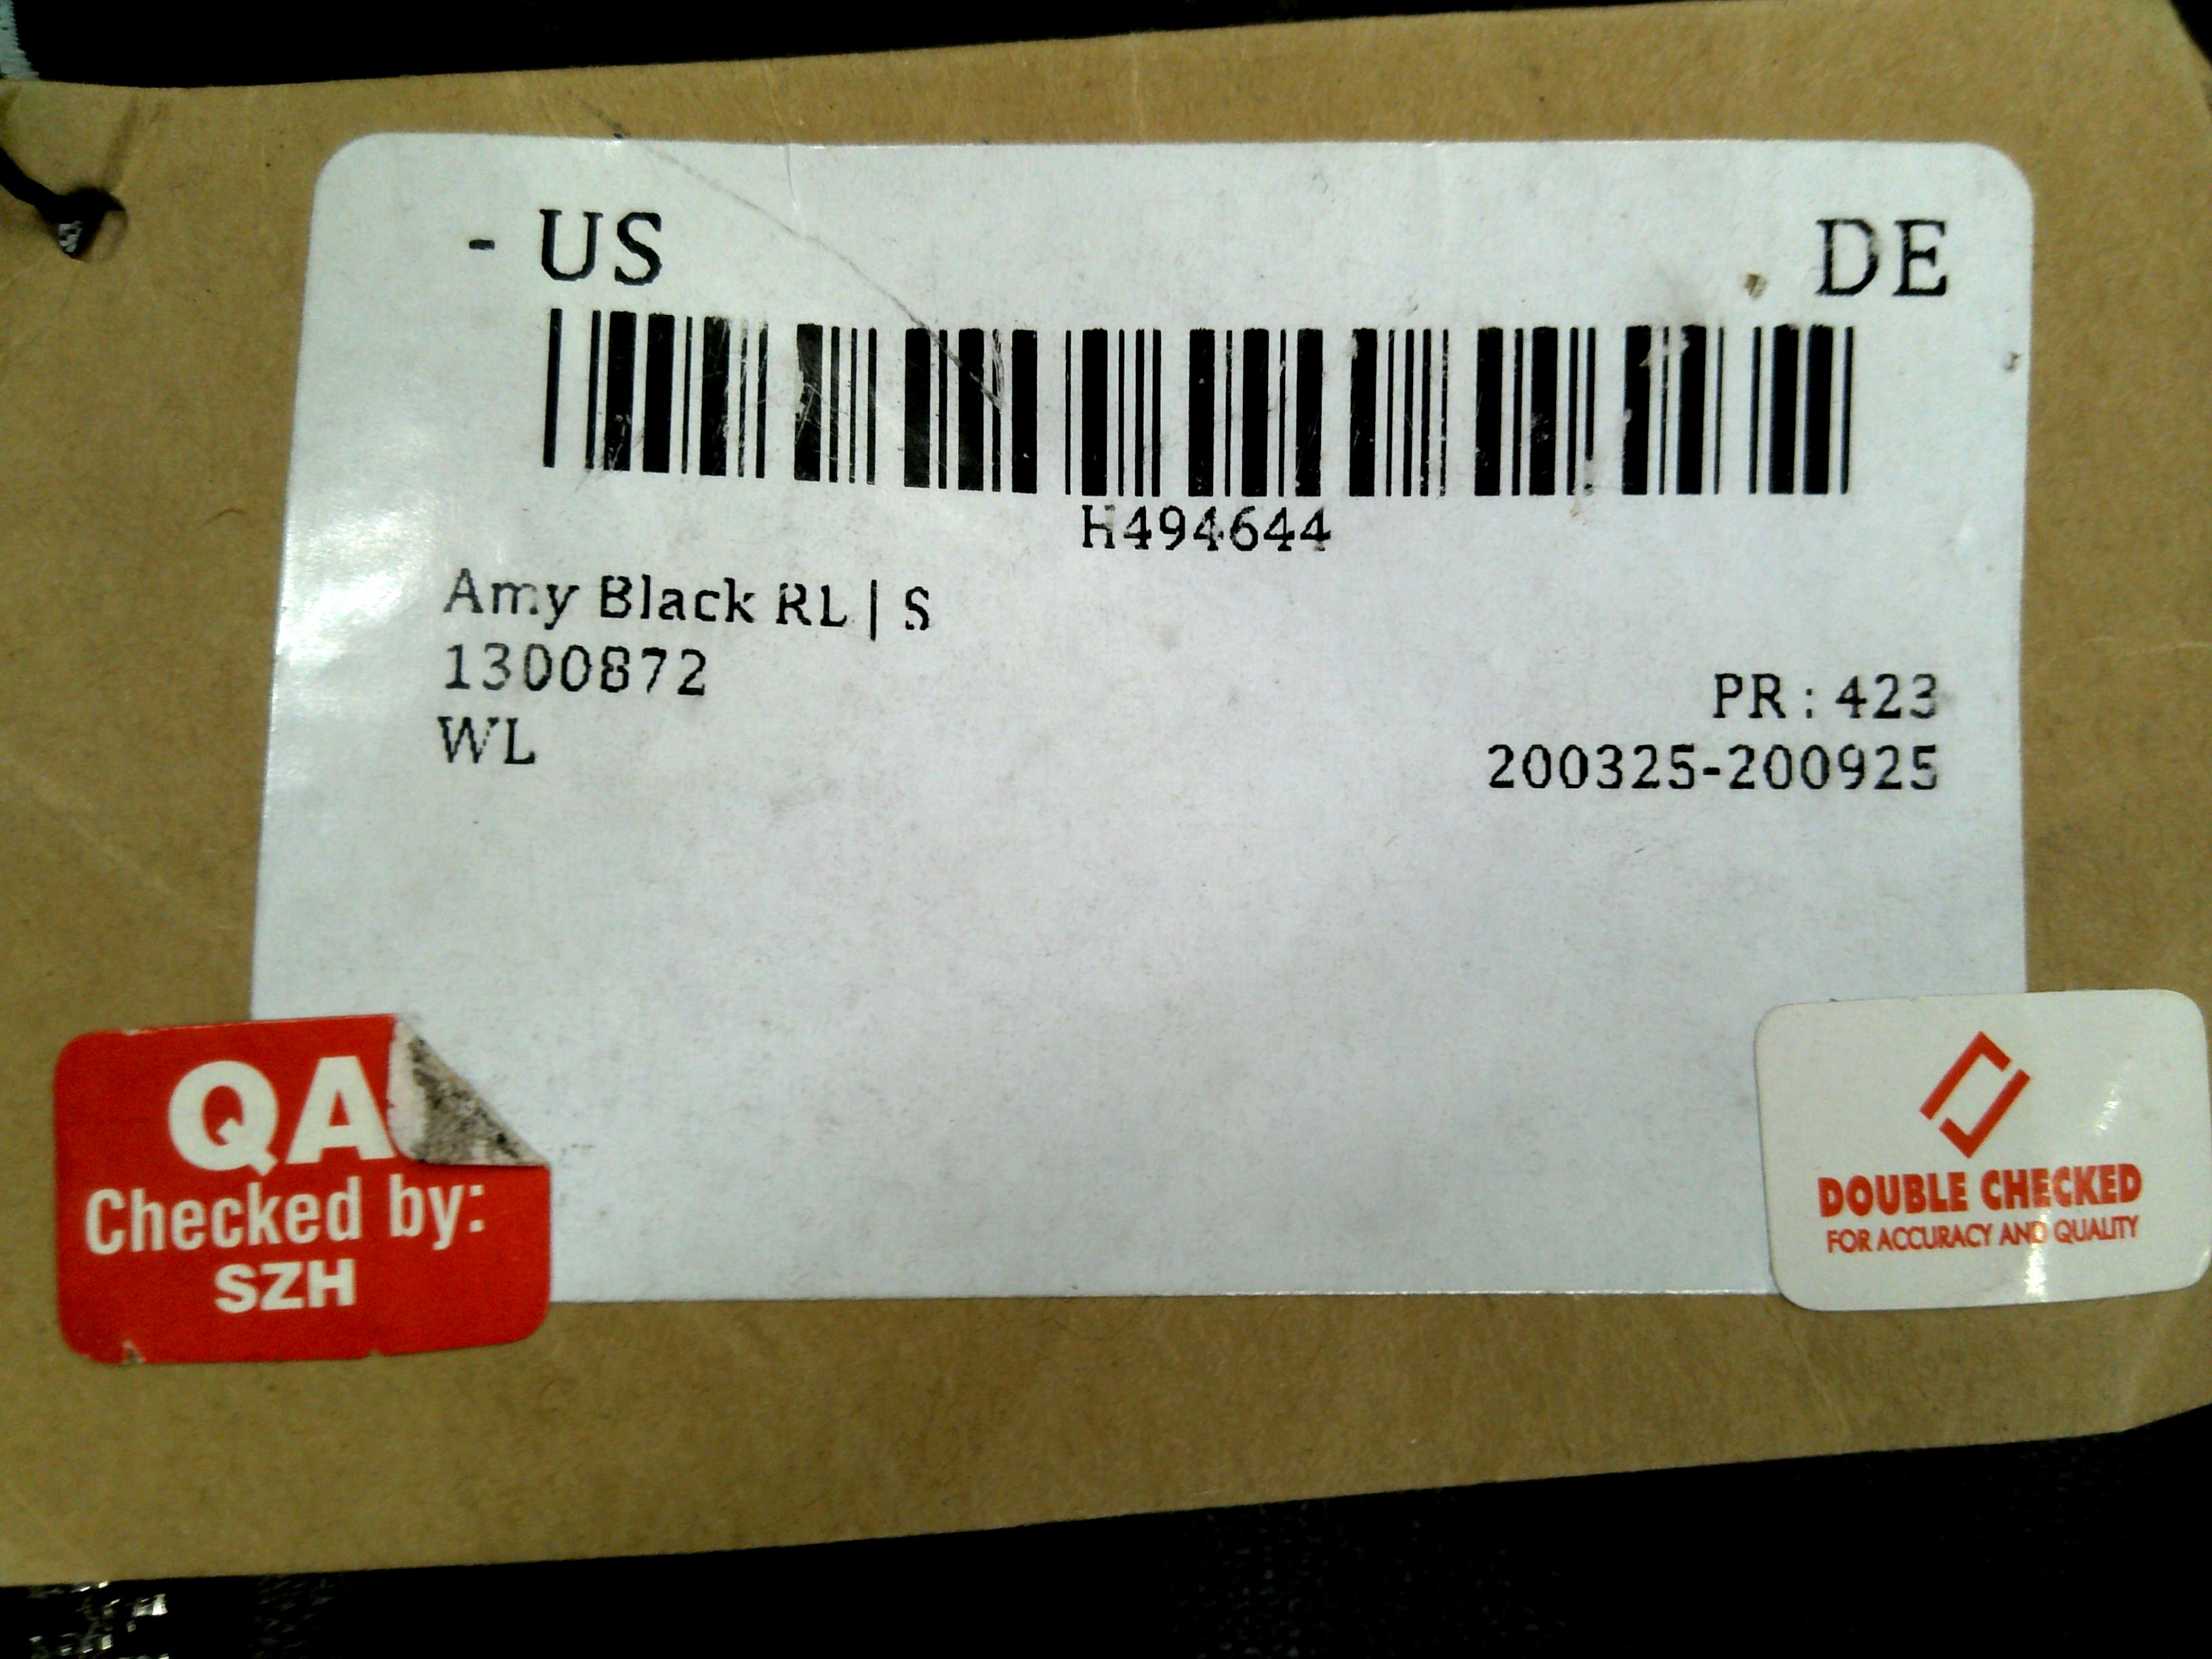 - US DE
H494644
Amy Black RL | S
1300872
WL
PR : 423
200325-200925
QA
Checked by:
SZH
DOUBLE CHECKED
FOR ACCURACY AND QUALITY